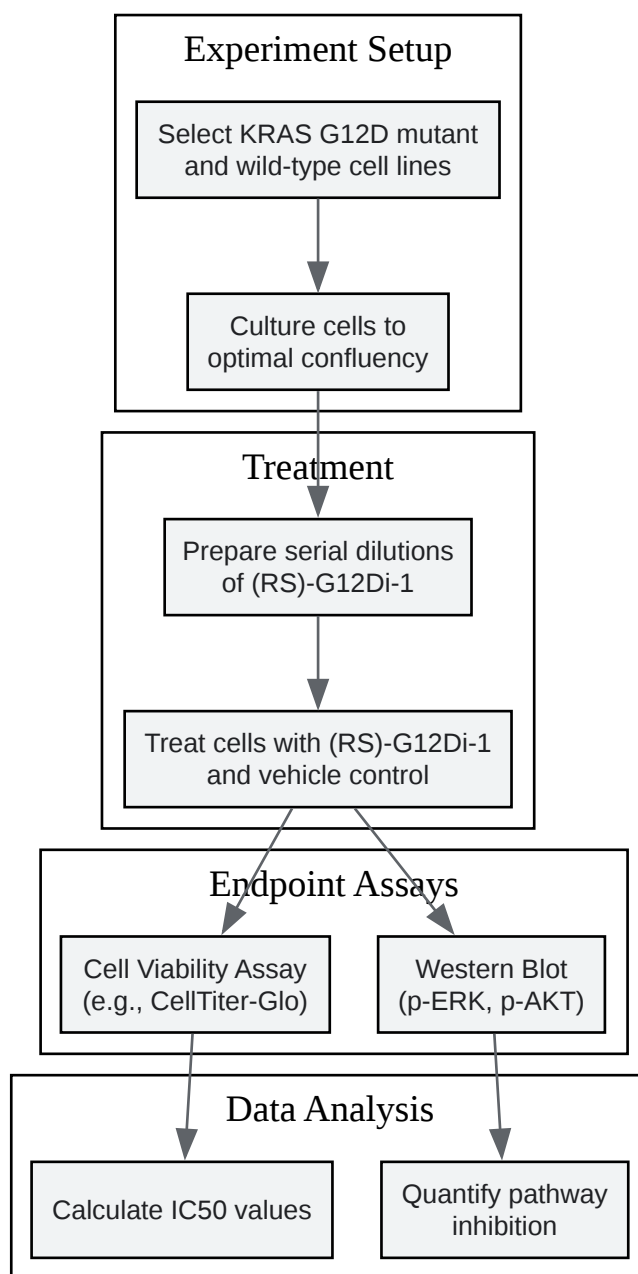 Experiment Setup
Select KRAS G12D mutant
and wild-type cell lines
Culture cells to
optimal confluency
Treatment
Prepare serial dilutions
of (RS)-G12Di-1
Treat cells with (RS)-G12Di-1
and vehicle control
Endpoint Assays
Cell Viability Assay
(e.g., CellTiter-Glo)
Western Blot
(p-ERK, p-AKT)
Data Analysis
Calculate IC50 values
Quantify pathway
inhibition